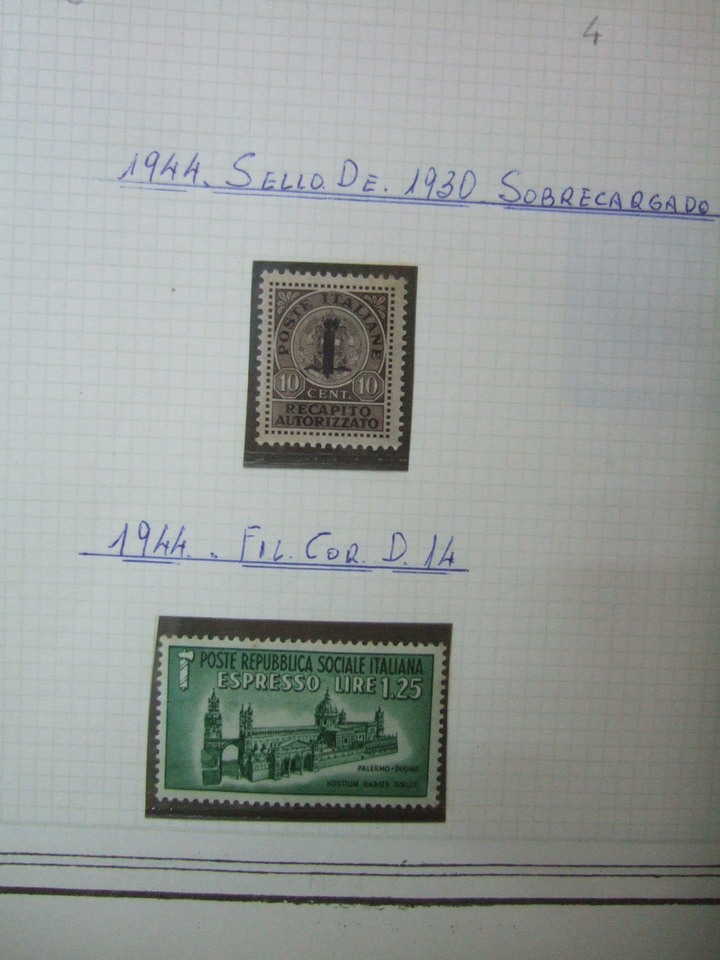 4
1944. SELLO. DE. 1930 SOBRECARGADO
POSTE ITALIANE
10 10
CENT.
RECAPITO
AUTORIZZATO
1944. . FIL. COR. D. 14
POSTE REPUBBLICA SOCIALE ITALIANA
ESPRESSO LIRE 1.25
PALERMO-DUOMO
HOSTIUM RABIES DIRUIT